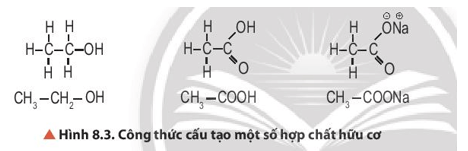 H H
H–C–C–OH
H H
H OH
H–C–C
H O
H ⊖ ⊕
ONa
H–C–C
H O
CH₃–CH₂–OH
CH₃–COOH
CH₃–COONa
▲ Hình 8.3. Công thức cấu tạo một số hợp chất hữu cơ